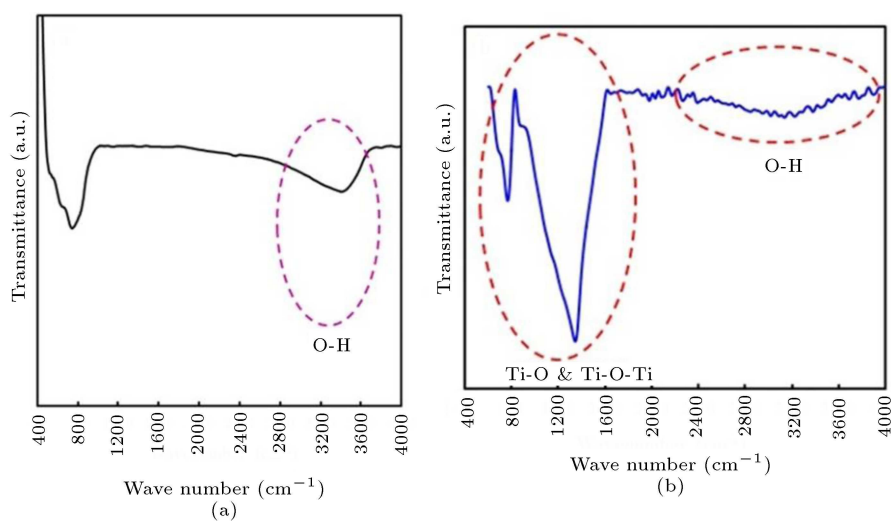 Transmittance (a.u.)
O-H
400 800 1200 1600 2000 2400 2800 3200 3600 4000
Wave number (cm⁻¹)
(a)
Transmittance (a.u.)
O-H
Ti-O & Ti-O-Ti
400 800 1200 1600 2000 2400 2800 3200 3600 4000
Wave number (cm⁻¹)
(b)